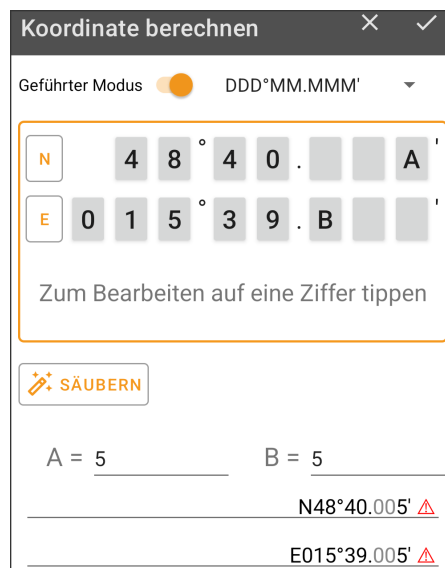 Koordinate berechnen
Geführter Modus DDD°MM.MMM'
N 4 8 ° 4 0 . A '
E 0 1 5 ° 3 9 . B '
Zum Bearbeiten auf eine Ziffer tippen
SÄUBERN
A = 5 B = 5
N48°40.005'
E015°39.005'